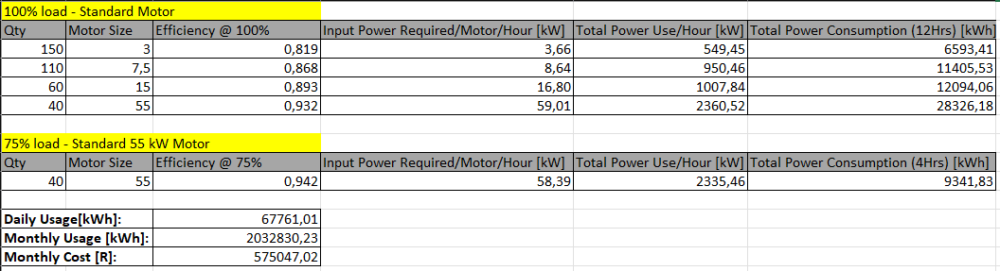 100% load - Standard Motor
Qty Motor Size Efficiency @ 100% Input Power Required/Motor/Hour [kW] Total Power Use/Hour [kW] Total Power Consumption (12Hrs) [kWh]
150 3 0,819 3,66 549,45 6593,41
110 7,5 0,868 8,64 950,46 11405,53
60 15 0,893 16,80 1007,84 12094,06
40 55 0,932 59,01 2360,52 28326,18
75% load - Standard 55 kW Motor
Qty Motor Size Efficiency @ 75% Input Power Required/Motor/Hour [kW] Total Power Use/Hour [kW] Total Power Consumption (4Hrs) [kWh]
40 55 0,942 58,39 2335,46 9341,83
Daily Usage[kWh]: 67761,01
Monthly Usage [kWh]: 2032830,23
Monthly Cost [R]: 575047,02